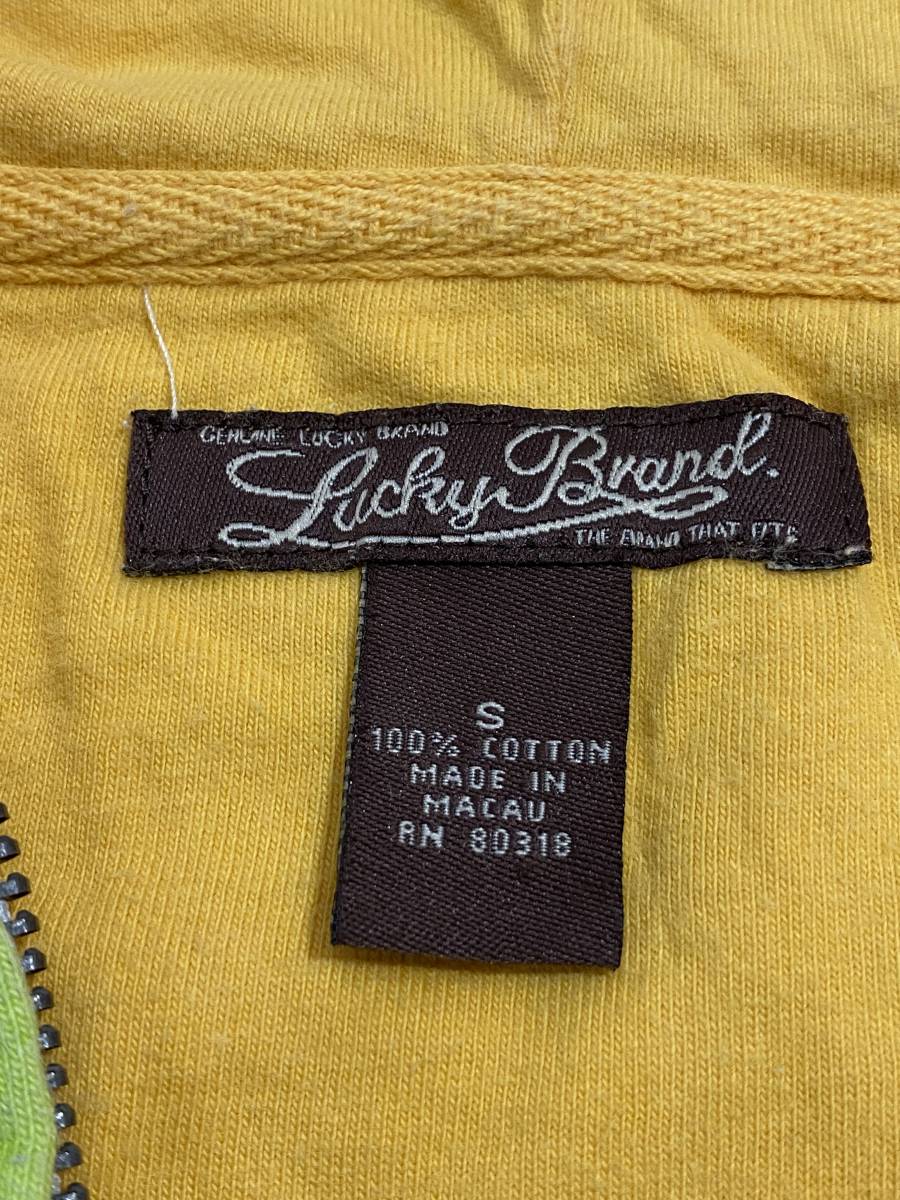 GENUINE LUCKY BRAND
Lucky Brand.
THE BRAND THAT FITS
S
100% COTTON
MADE IN
MACAU
RN 80318